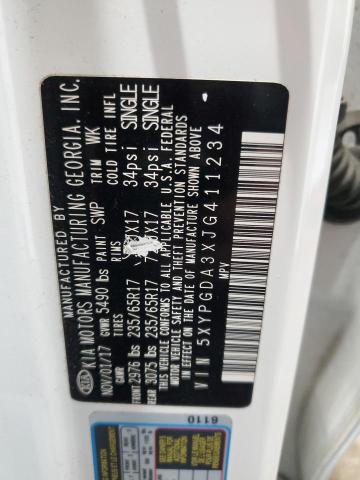 MANUFACTURED BY
KIA MOTORS MANUFACTURING GEORGIA, INC.
NOV/01/17 GVWR 5490 lbs PAINT SWP TRIM WK
GAWR TIRES RIMS COLD TIRE INFL
FRONT 2976 lbs 235/65R17 X17 34psi SINGLE
REAR 3075 lbs 235/65R17 X17 34psi SINGLE
THIS VEHICLE CONFORMS TO ALL APPLICABLE U.S.A. FEDERAL
MOTOR VEHICLE SAFETY AND THEFT PREVENTION STANDARDS
IN EFFECT ON THE DATE OF MANUFACTURE SHOWN ABOVE
VIN 5XYPGDA3XJG411234
MPV
6110
INFORMATION